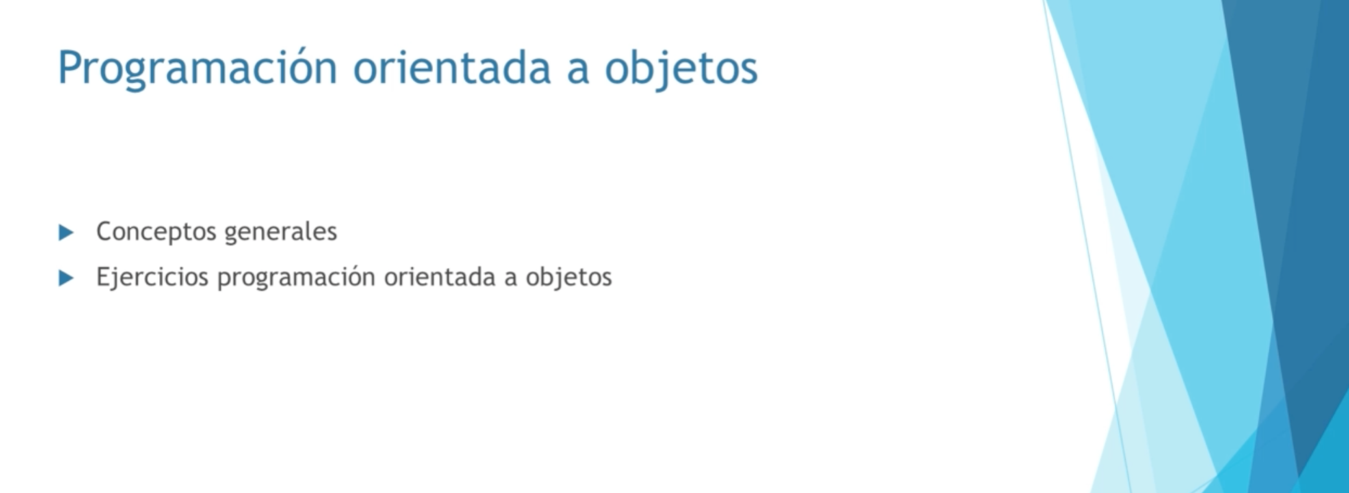 Programación orientada a objetos
Conceptos generales
Ejercicios programación orientada a objetos